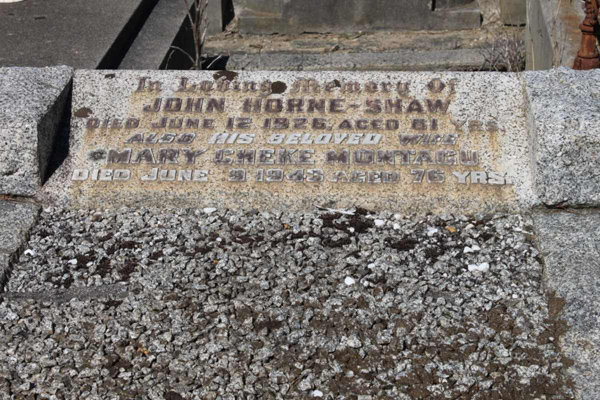 In Loving Memory Of
JOHN HORNE-SHAW
DIED JUNE 12, 1926, AGED 61 YRS.
ALSO HIS BELOVED WIFE
MARY CHEKE MONTAGU
DIED JUNE 9 1943 AGED 76 YRS.